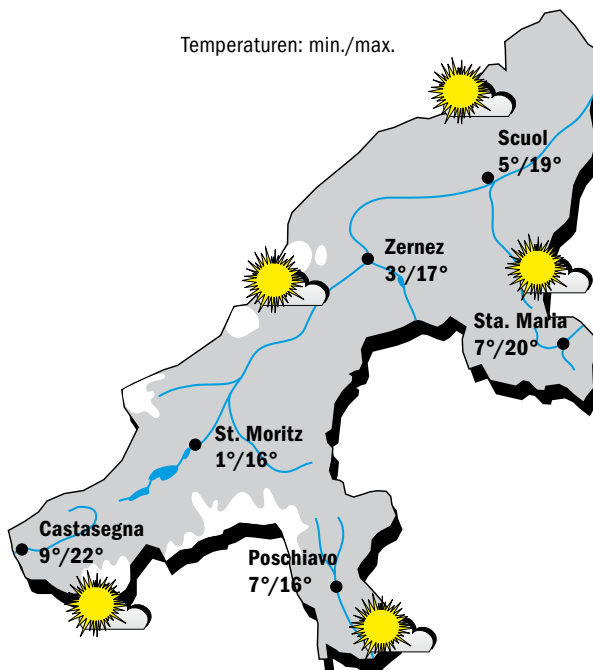 Temperaturen: min./max.
Scuol
5°/19°
Zernez
3°/17°
Sta. Maria
7°/20°
St. Moritz
1°/16°
Castasegna
9°/22°
Poschiavo
7°/16°